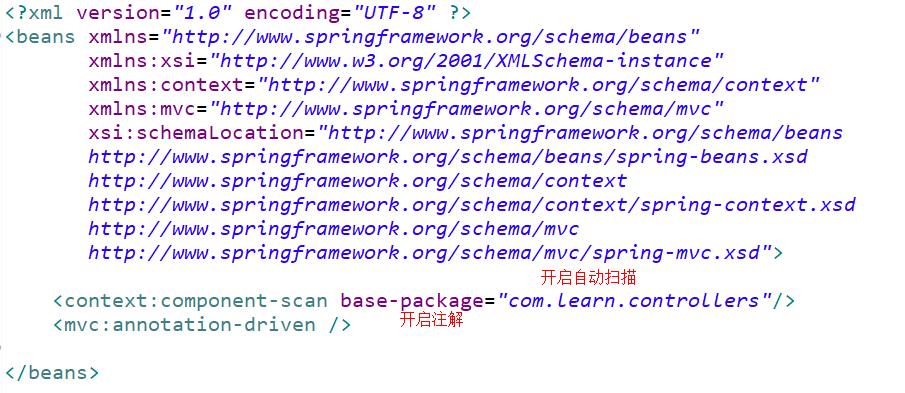 <?xml version="1.0" encoding="UTF-8" ?>
<beans xmlns="http://www.springframework.org/schema/beans"
xmlns:xsi="http://www.w3.org/2001/XMLSchema-instance"
xmlns:context="http://www.springframework.org/schema/context"
xmlns:mvc="http://www.springframework.org/schema/mvc"
xsi:schemaLocation="http://www.springframework.org/schema/beans
http://www.springframework.org/schema/beans/spring-beans.xsd
http://www.springframework.org/schema/context
http://www.springframework.org/schema/context/spring-context.xsd
http://www.springframework.org/schema/mvc
http://www.springframework.org/schema/mvc/spring-mvc.xsd">
开启自动扫描
<context:component-scan base-package="com.learn.controllers"/>
<mvc:annotation-driven /> 开启注解
</beans>